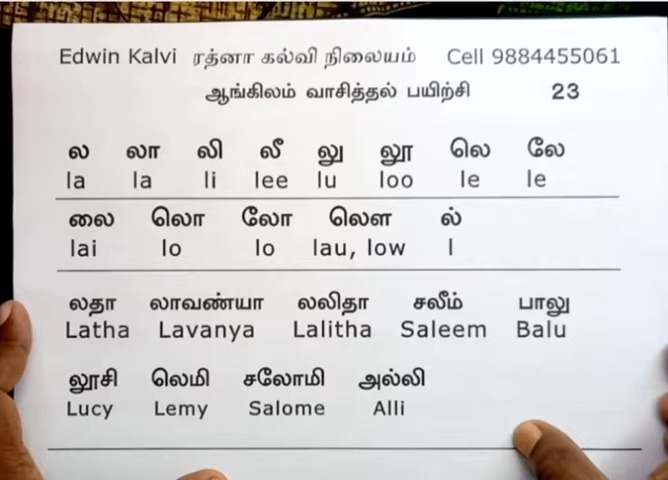 Edwin Kalvi ரத்னா கல்வி நிலையம் Cell 9884455061
ஆங்கிலம் வாசித்தல் பயிற்சி 23
ல லா லி லீ லு லூ லெ லே
la la li lee lu loo le le
லை லொ லோ லௌ ல்
lai lo lo lau, low l
லதா லாவண்யா லலிதா சலீம் பாலு
Latha Lavanya Lalitha Saleem Balu
லூசி லெமி சலோமி அல்லி
Lucy Lemy Salome Alli